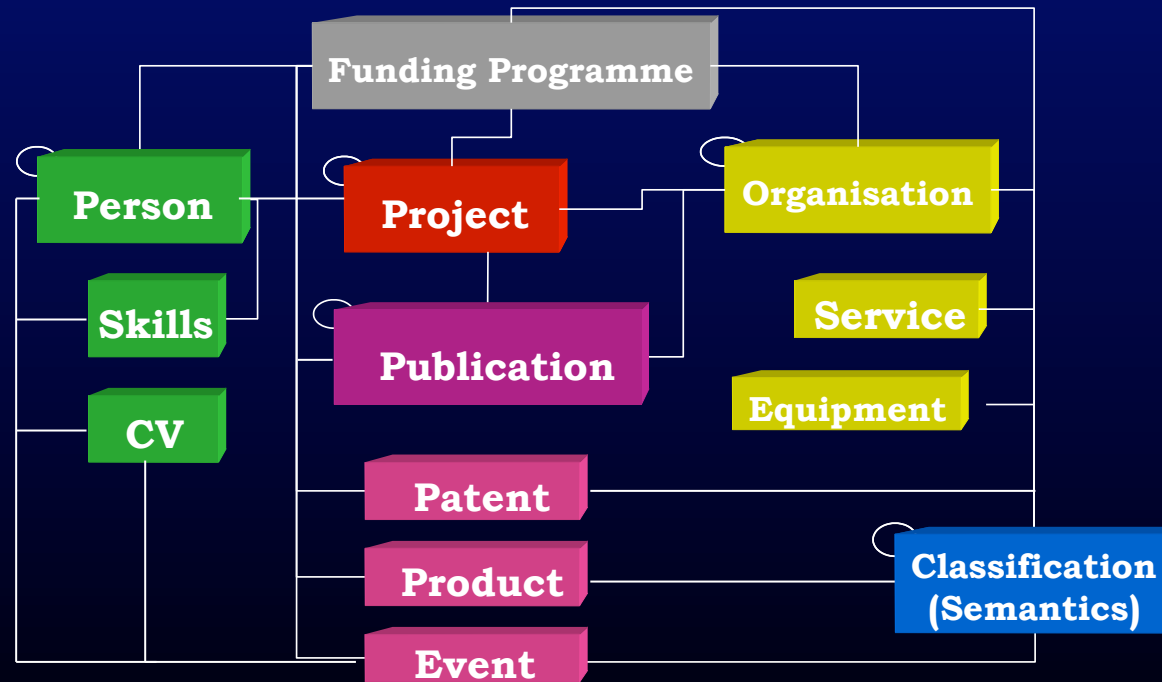 Funding Programme
Person
Project
Organisation
Skills
Service
Publication
Equipment
CV
Patent
Product
Classification
(Semantics)
Event